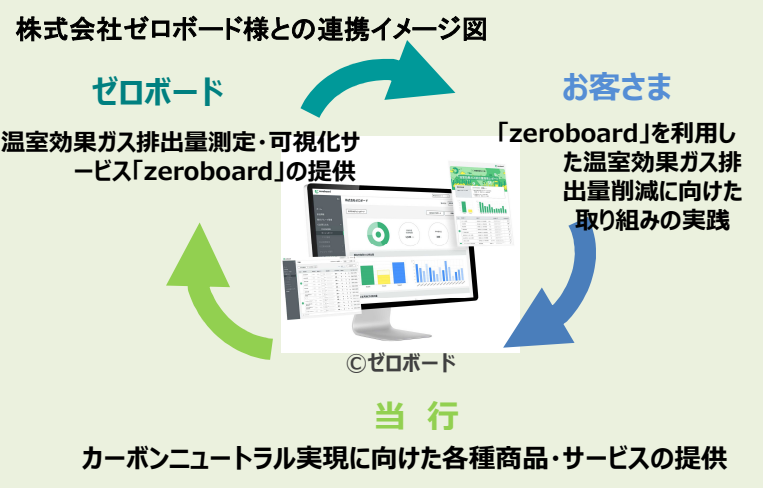 株式会社ゼロボード様との連携イメージ図
ゼロボード
温室効果ガス排出量測定・可視化サ
ービス「zeroboard」の提供
お客さま
「zeroboard」を利用し
た温室効果ガス排
出量削減に向けた
取り組みの実践
©ゼロボード
当 行
カーボンニュートラル実現に向けた各種商品・サービスの提供